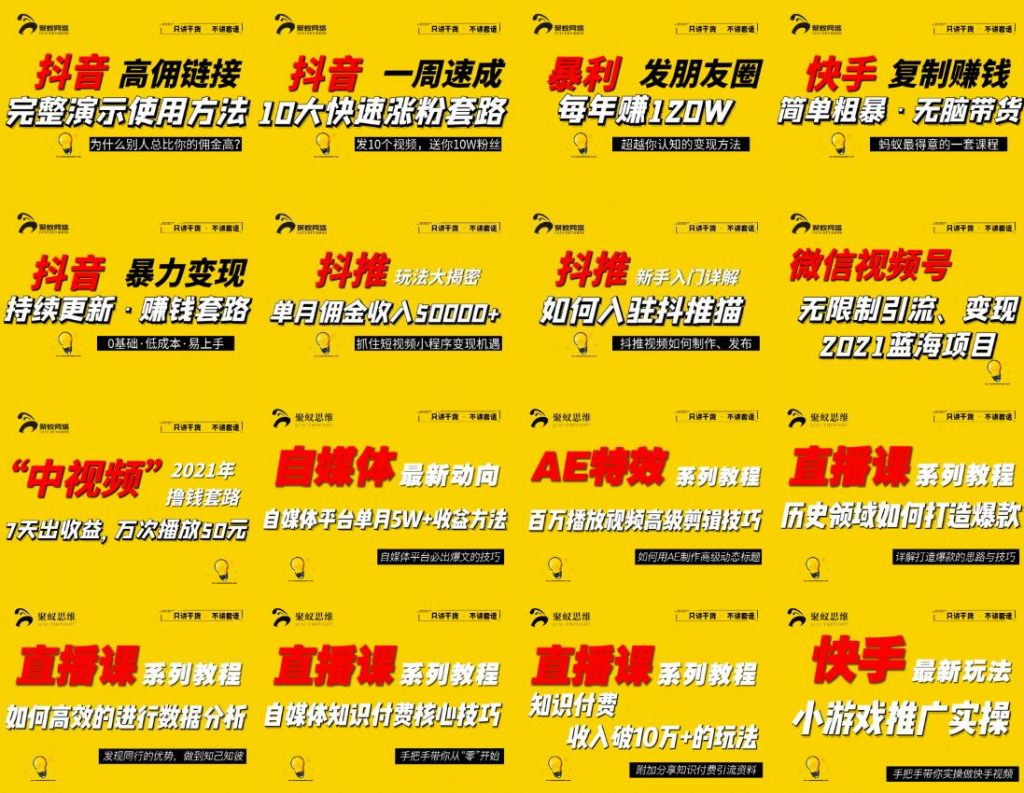 聚蚁网络
只讲干货 不讲套话
抖音 高佣链接
完整演示使用方法
为什么别人总比你的佣金高?
聚蚁网络
只讲干货 不讲套话
抖音 一周速成
10大快速涨粉套路
发10个视频，送你10W粉丝
聚蚁网络
只讲干货 不讲套话
暴利 发朋友圈
每年赚120W
超越你认知的变现方法
聚蚁网络
只讲干货 不讲套话
快手 复制赚钱
简单粗暴·无脑带货
蚂蚁最得意的一套课程
聚蚁网络
只讲干货 不讲套话
抖音 暴力变现
持续更新·赚钱套路
0基础·低成本·易上手
聚蚁网络
只讲干货 不讲套话
抖推 玩法大揭密
单月佣金收入50000+
抓住短视频小程序变现机遇
聚蚁网络
只讲干货 不讲套话
抖推 新手入门详解
如何入驻抖推猫
抖推视频如何制作、发布
聚蚁网络
只讲干货 不讲套话
微信视频号
无限制引流、变现
2021蓝海项目
聚蚁网络
只讲干货 不讲套话
“中视频” 2021年
撸钱套路
7天出收益, 万次播放50元
聚蚁思维
只讲干货 不讲套话
自媒体 最新动向
自媒体平台单月5W+收益方法
自媒体平台必出爆文的技巧
聚蚁思维
只讲干货 不讲套话
AE特效 系列教程
百万播放视频高级剪辑技巧
如何用AE制作高级动态标题
聚蚁思维
只讲干货 不讲套话
直播课 系列教程
历史领域如何打造爆款
详解打造爆款的思路与技巧
聚蚁思维
只讲干货 不讲套话
直播课 系列教程
如何高效的进行数据分析
发现同行的优势，做到知己知彼
聚蚁思维
只讲干货 不讲套话
直播课 系列教程
自媒体知识付费核心技巧
手把手带你从“零”开始
聚蚁思维
只讲干货 不讲套话
直播课 系列教程
知识付费
收入破10万+的玩法
附加分享知识付费引流资料
聚蚁思维
只讲干货 不讲套话
快手 最新玩法
小游戏推广实操
手把手带你实操做快手视频